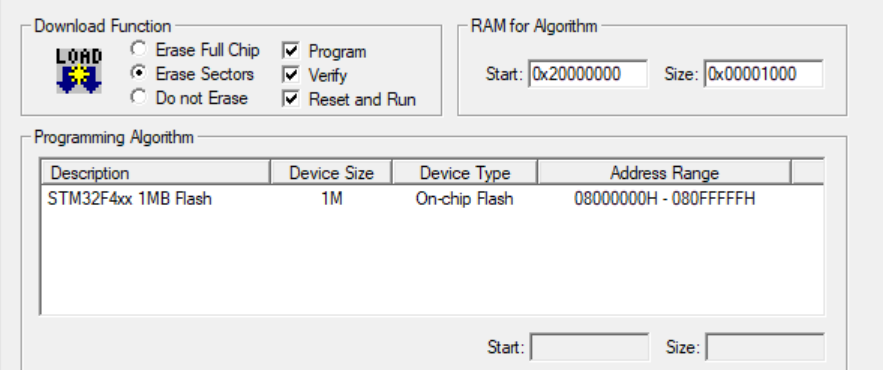 Download Function
LOAD
Erase Full Chip
Program
Erase Sectors
Verify
Do not Erase
Reset and Run
RAM for Algorithm
Start: 0x20000000 Size: 0x00001000
Programming Algorithm
Description Device Size Device Type Address Range
STM32F4xx 1MB Flash 1M On-chip Flash 08000000H - 080FFFFFH
Start: Size: